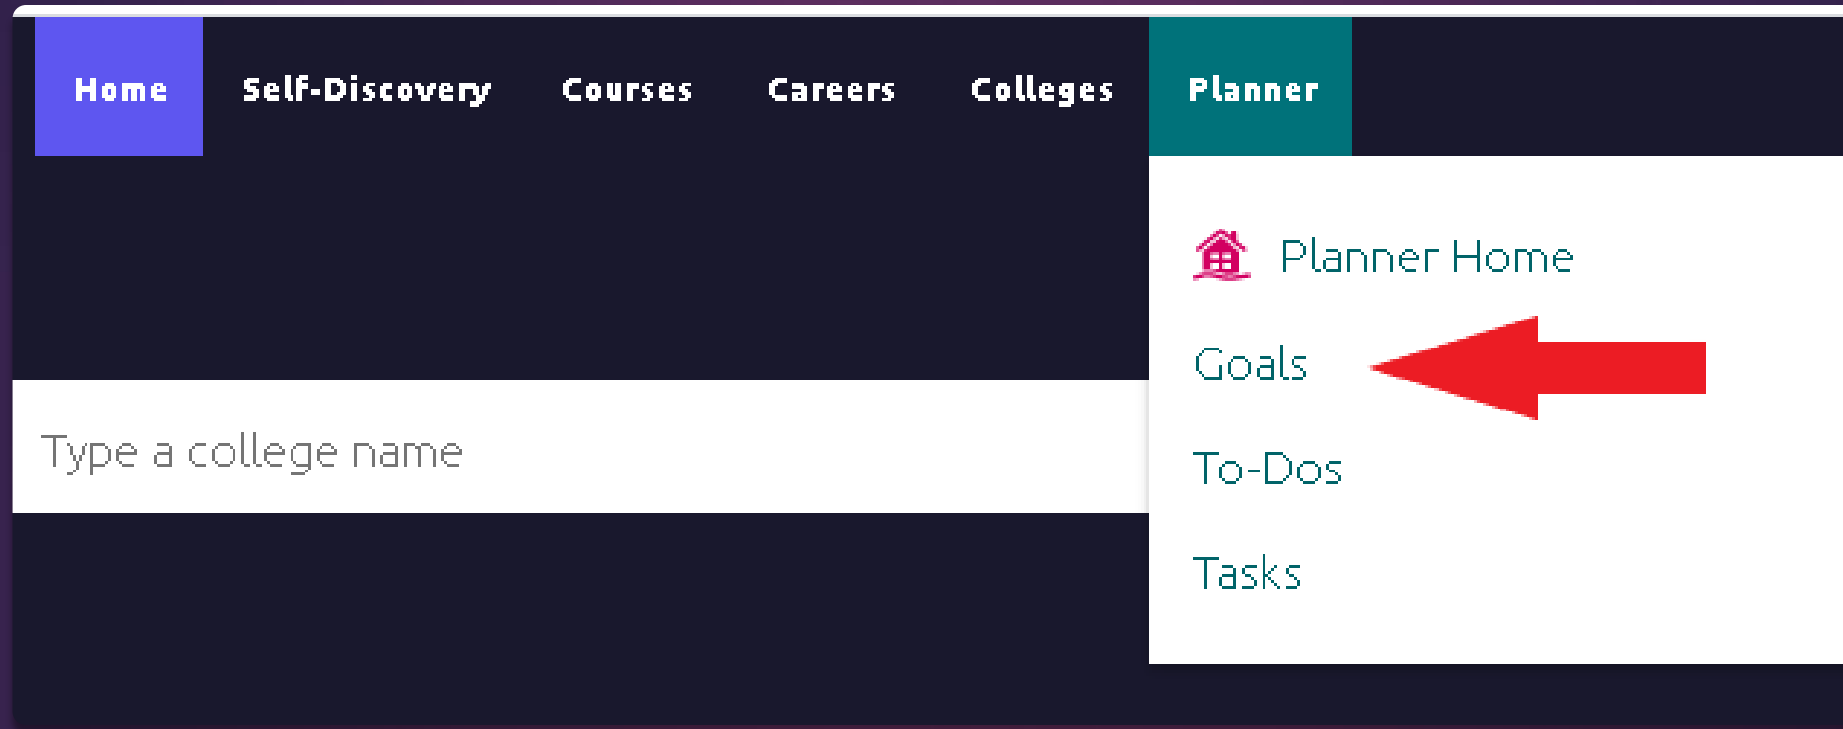 Home Self-Discovery Courses Careers Colleges Planner
Planner Home
Goals
Type a college name
To-Dos
Tasks